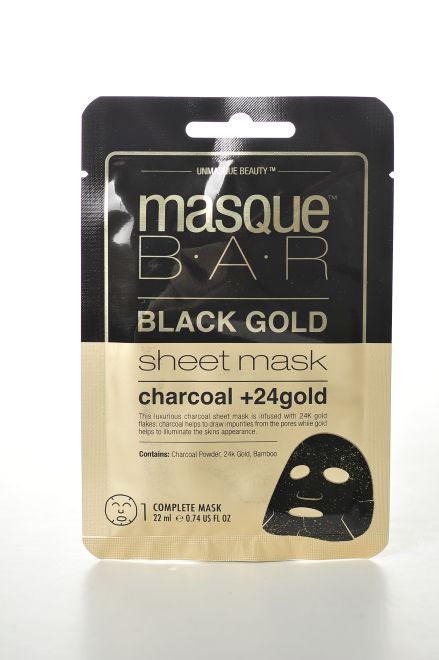 UNMASQUE BEAUTY™
masque™
B·A·R
BLACK GOLD
sheet mask
charcoal +24gold
This luxurious charcoal sheet mask is infused with 24K gold
flakes: charcoal helps to draw impurities from the pores while gold
helps to illuminate the skins appearance.
Contains: Charcoal Powder, 24k Gold, Bamboo
1 COMPLETE MASK
22 ml ℮ 0.74 US FL OZ